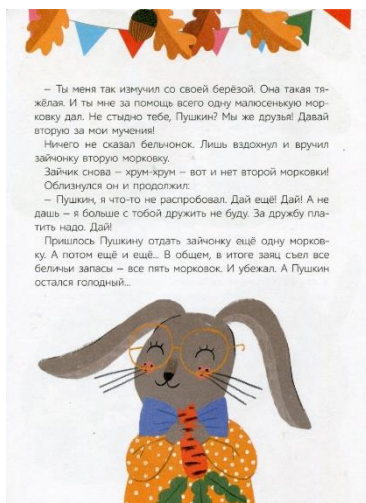 – Ты меня так измучил со своей берёзой. Она такая тя-
жёлая. И ты мне за помощь всего одну малюсенькую мор-
ковку дал. Не стыдно тебе, Пушкин? Мы же друзья! Давай
вторую за мои мучения!
Ничего не сказал бельчонок. Лишь вздохнул и вручил
зайчонку вторую морковку.
Зайчик снова – хрум-хрум – вот и нет второй морковки!
Облизнулся он и продолжил:
– Пушкин, я что-то не распробовал. Дай ещё! Дай! А не
дашь – я больше с тобой дружить не буду. За дружбу пла-
тить надо. Дай!
Пришлось Пушкину отдать зайчонку ещё одну морков-
ку. А потом ещё и ещё... В общем, в итоге заяц съел все
беличьи запасы – все пять морковок. И убежал. А Пушкин
остался голодный...